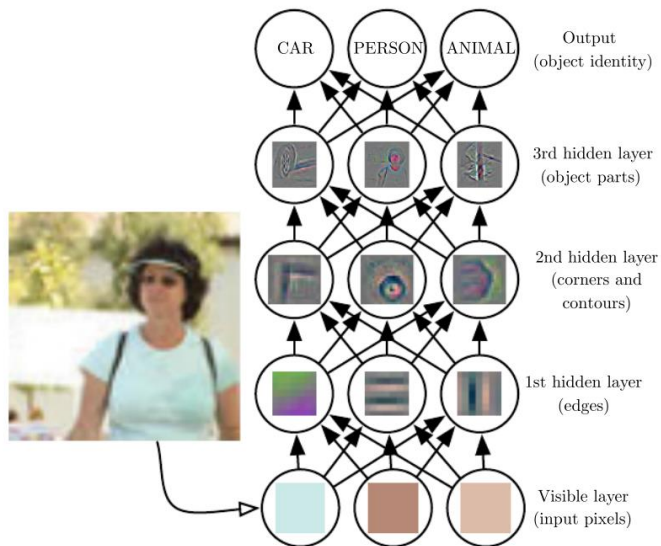 CAR PERSON ANIMAL
Output
(object identity)
3rd hidden layer
(object parts)
2nd hidden layer
(corners and
contours)
1st hidden layer
(edges)
Visible layer
(input pixels)